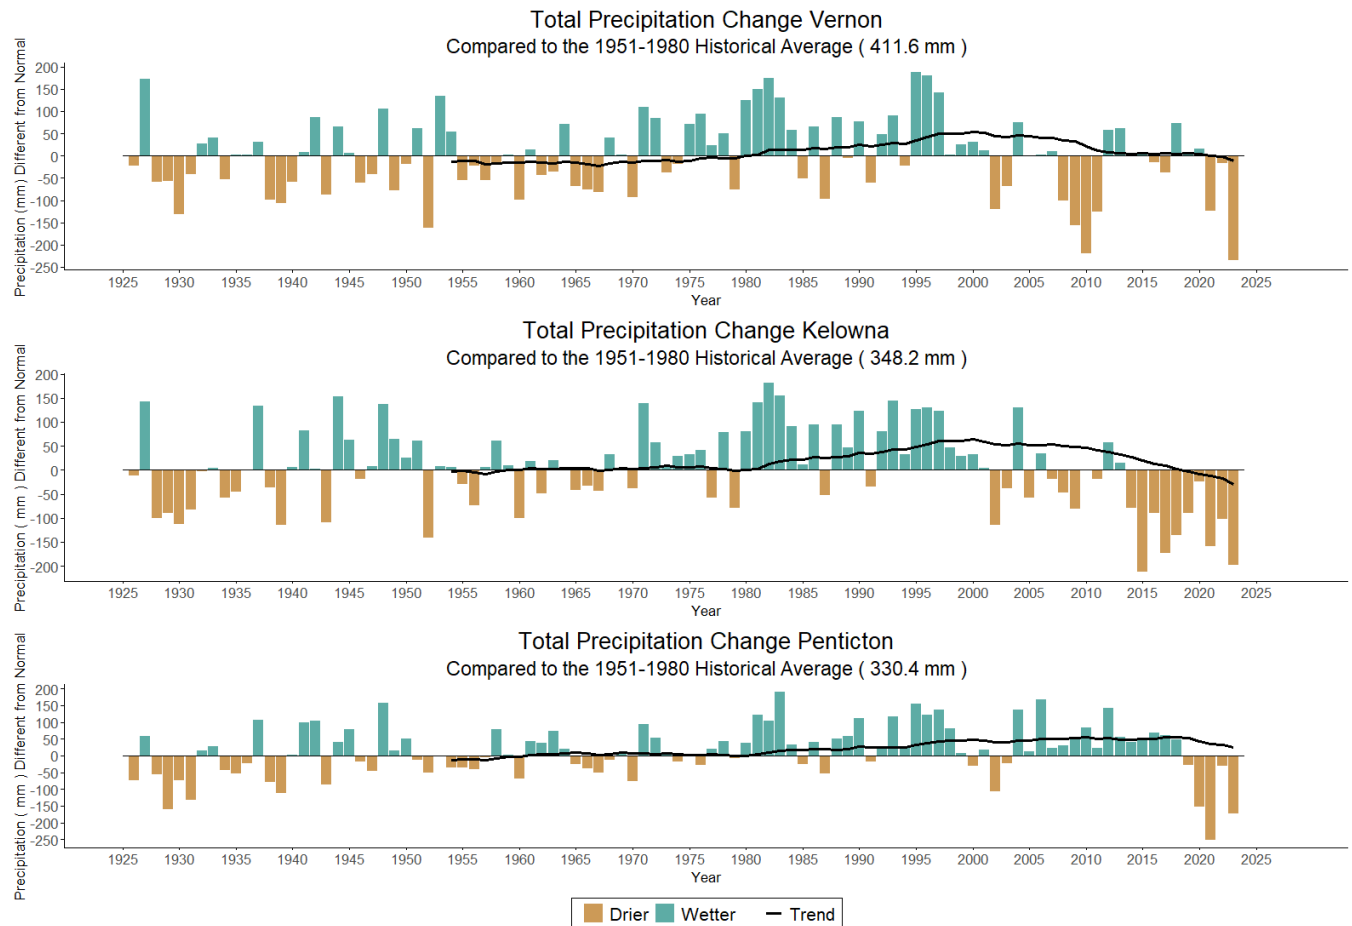 Total Precipitation Change Vernon
Compared to the 1951-1980 Historical Average ( 411.6 mm )
Precipitation (mm) Different from Normal
200
150
100
50
0
-50
-100
-150
-200
-250
1925 1930 1935 1940 1945 1950 1955 1960 1965 1970 1975 1980 1985 1990 1995 2000 2005 2010 2015 2020 2025
Year
Total Precipitation Change Kelowna
Compared to the 1951-1980 Historical Average ( 348.2 mm )
Precipitation ( mm ) Different from Normal
200
150
100
50
0
-50
-100
-150
-200
1925 1930 1935 1940 1945 1950 1955 1960 1965 1970 1975 1980 1985 1990 1995 2000 2005 2010 2015 2020 2025
Year
Total Precipitation Change Penticton
Compared to the 1951-1980 Historical Average ( 330.4 mm )
Precipitation ( mm ) Different from Normal
200
150
100
50
0
-50
-100
-150
-200
-250
1925 1930 1935 1940 1945 1950 1955 1960 1965 1970 1975 1980 1985 1990 1995 2000 2005 2010 2015 2020 2025
Year
Drier Wetter Trend